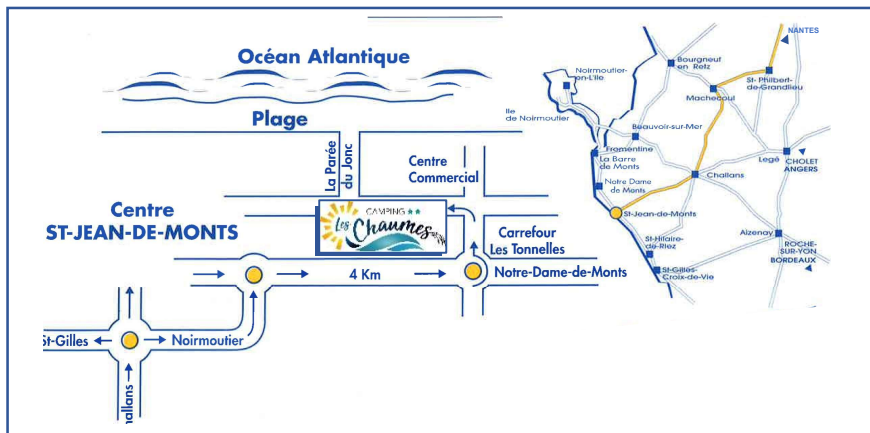 Océan Atlantique
Plage
La Parée
du Jonc
Centre
Commercial
Centre
ST-JEAN-DE-MONTS
CAMPING
Les
Chaumes
Carrefour
Les Tonnelles
4 Km
Notre-Dame-de-Monts
St-Gilles
Noirmoutier
hallans
NANTES
Bourgneuf
en Retz
St- Philbert-
de-Grandlieu
Machecoul
Noirmoutier-
en-L'Ile
Ile
de Noirmoutier
Beauvoir-sur-Mer
Fromentine
La Barre
de Monts
Legé
CHOLET
ANGERS
Challans
Notre Dame
de Monts
St-Jean-de-Monts
Aizenay
St-Hilaire-
de-Riez
ROCHE-
SUR-YON
BORDEAUX
St-Gilles-
Croix-de-Vie